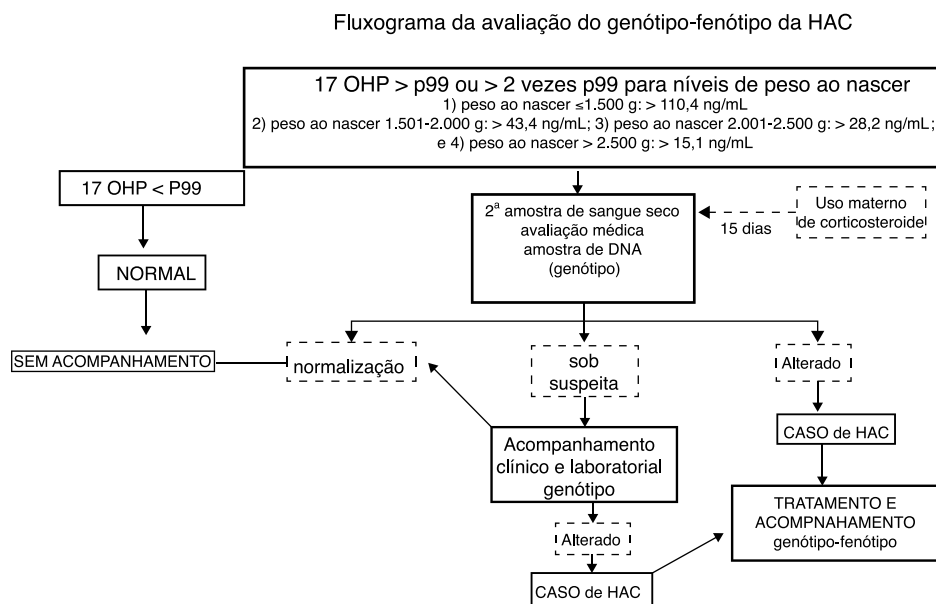 Fluxograma da avaliação do genótipo-fenótipo da HAC
17 OHP > p99 ou > 2 vezes p99 para níveis de peso ao nascer
1) peso ao nascer ≤1.500 g: > 110,4 ng/mL
2) peso ao nascer 1.501-2.000 g: > 43,4 ng/mL; 3) peso ao nascer 2.001-2.500 g: > 28,2 ng/mL;
e 4) peso ao nascer > 2.500 g: > 15,1 ng/mL
17 OHP < P99
2ª amostra de sangue seco
avaliação médica
amostra de DNA
(genótipo)
15 dias
Uso materno
de corticosteroide
NORMAL
SEM ACOMPANHAMENTO
normalização
sob
suspeita
Alterado
CASO de HAC
Acompanhamento
clínico e laboratorial
genótipo
TRATAMENTO E
ACOMPNAHAMENTO
genótipo-fenótipo
Alterado
CASO de HAC